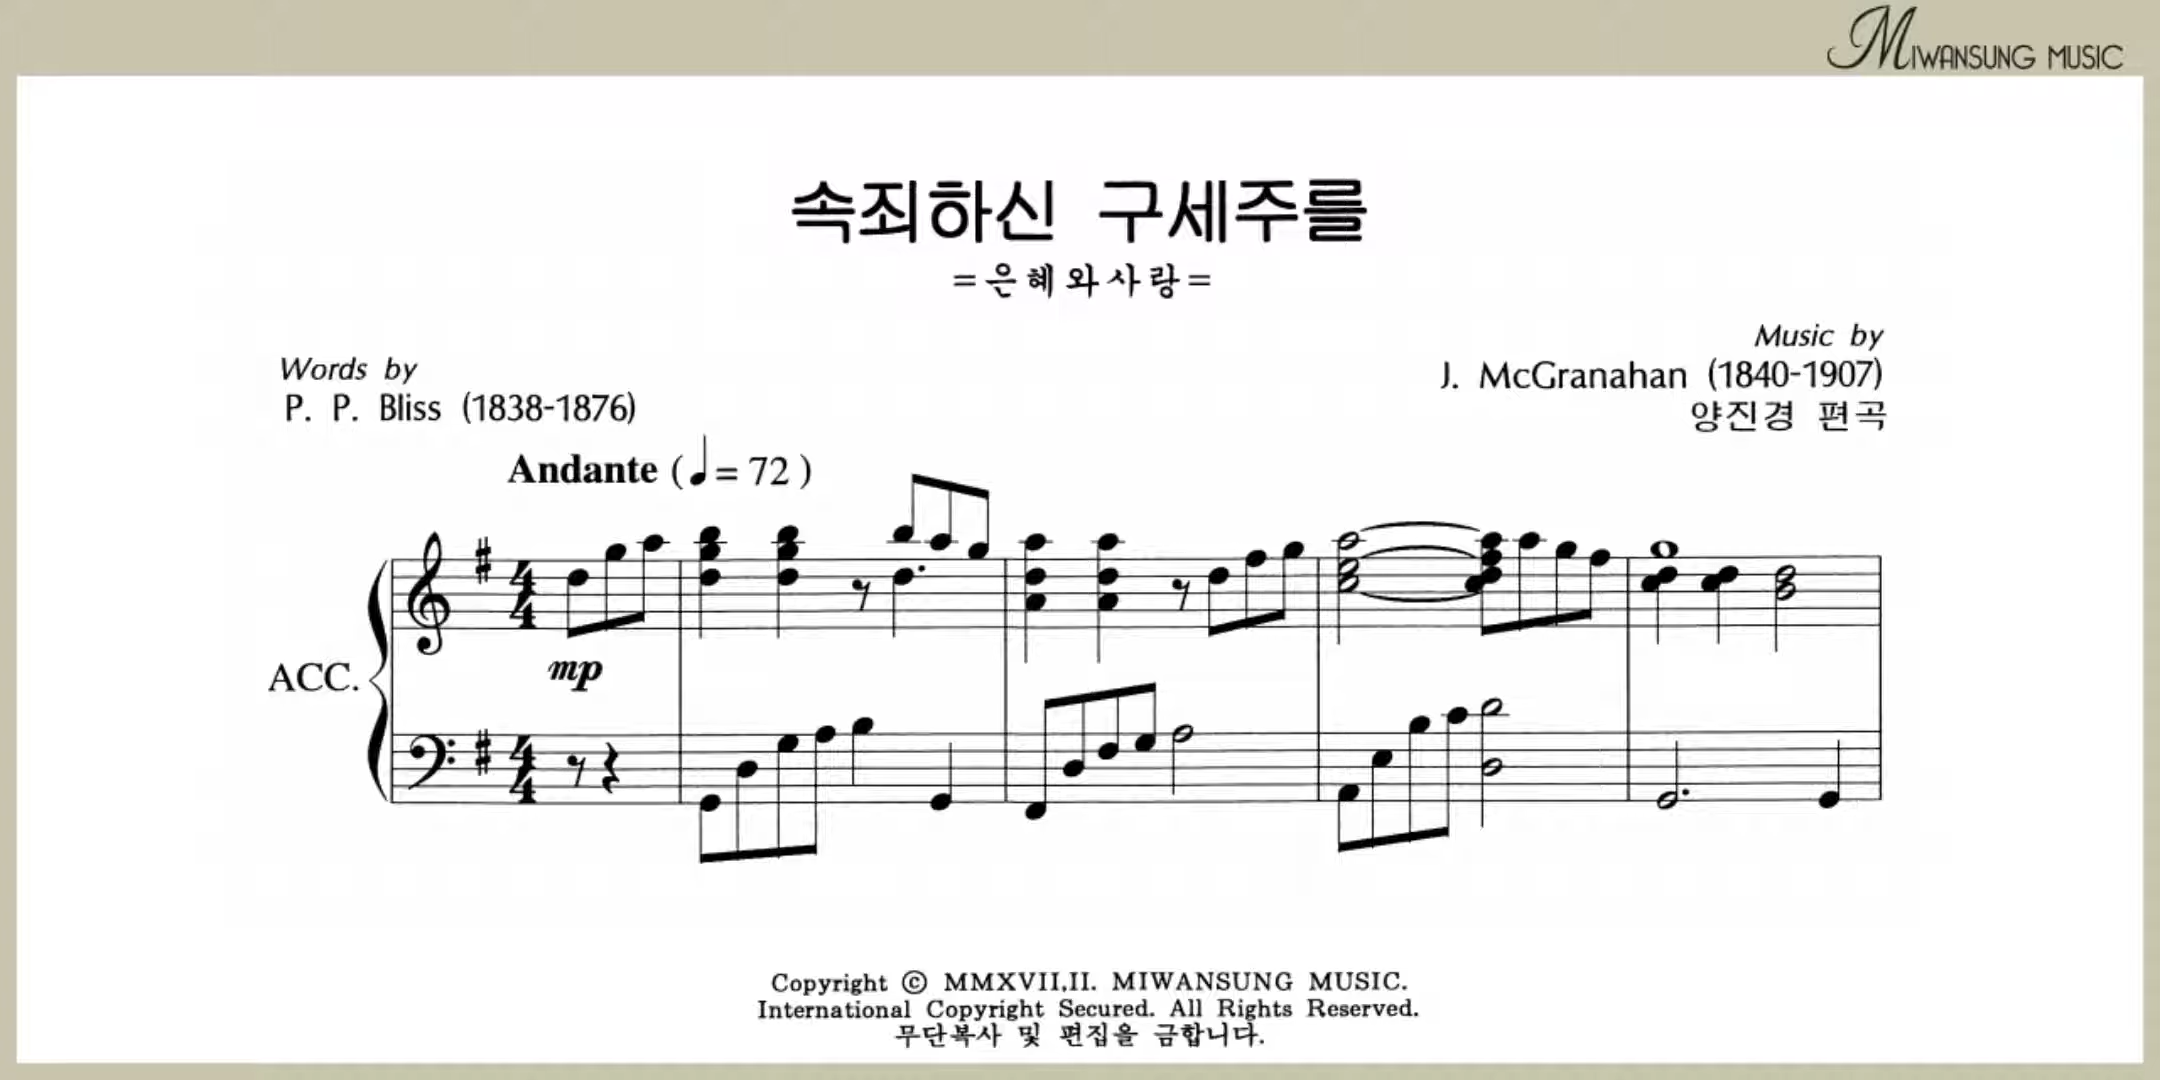 MIWANSUNG MUSIC
속죄하신 구세주를
=은혜와사랑=
Music by
Words by
J. McGranahan (1840-1907)
P. P. Bliss (1838-1876)
양진경 편곡
Andante (♩= 72 )
ACC.
mp
Copyright © MMXVII,II. MIWANSUNG MUSIC.
International Copyright Secured. All Rights Reserved.
무단복사 및 편집을 금합니다.